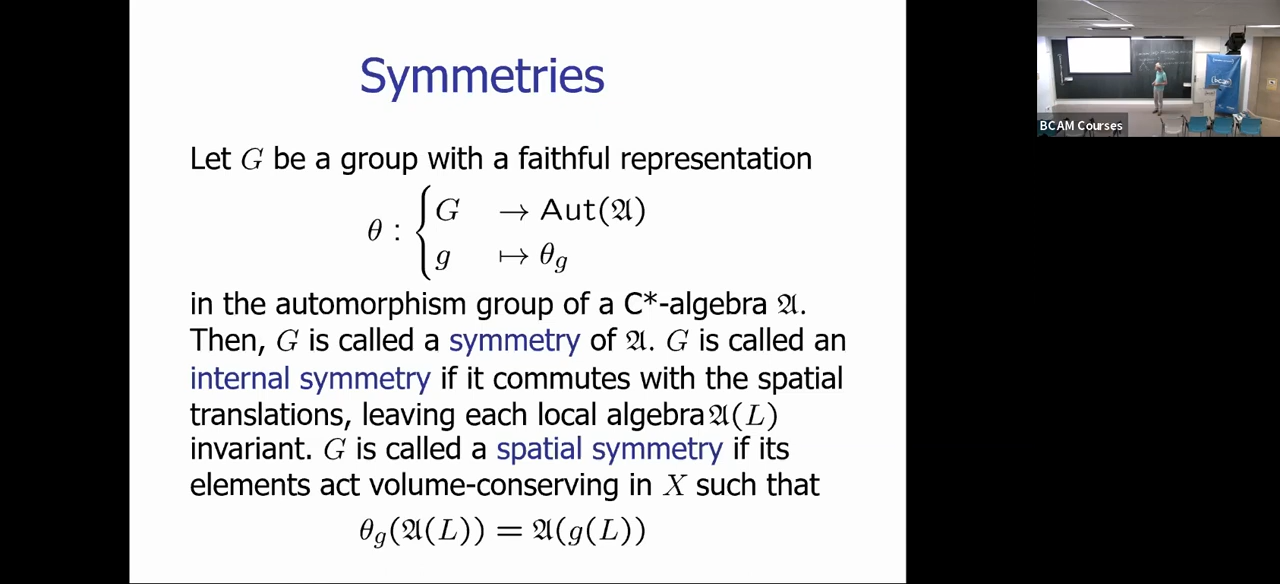 Symmetries
Let G be a group with a faithful representation
θ : { G → Aut(𝔄)
g ↦ θ_g
in the automorphism group of a C*-algebra 𝔄.
Then, G is called a symmetry of 𝔄. G is called an
internal symmetry if it commutes with the spatial
translations, leaving each local algebra 𝔄(L)
invariant. G is called a spatial symmetry if its
elements act volume-conserving in X such that
θ_g(𝔄(L)) = 𝔄(g(L))
BCAM Courses